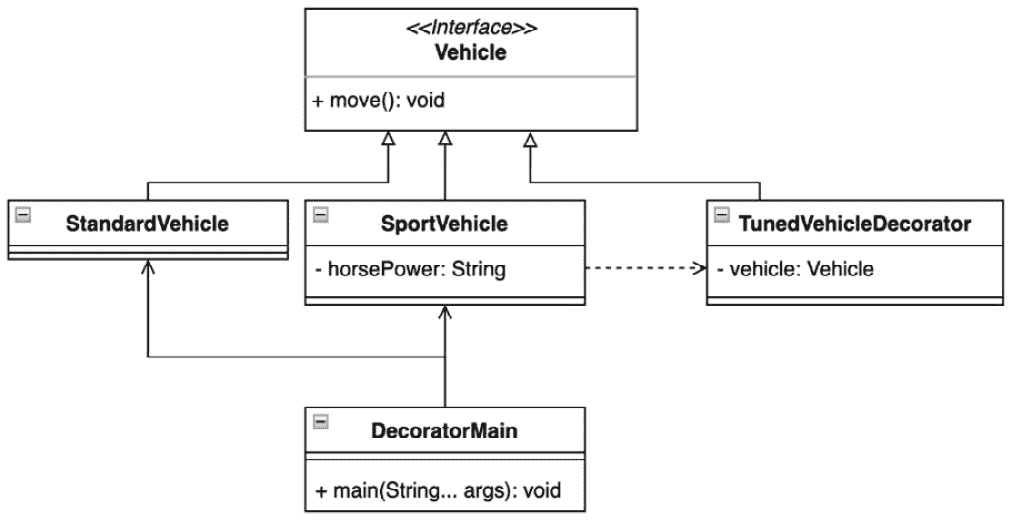 <<Interface>>
Vehicle
+ move(): void
StandardVehicle
SportVehicle
- horsePower: String
TunedVehicleDecorator
- vehicle: Vehicle
DecoratorMain
+ main(String... args): void